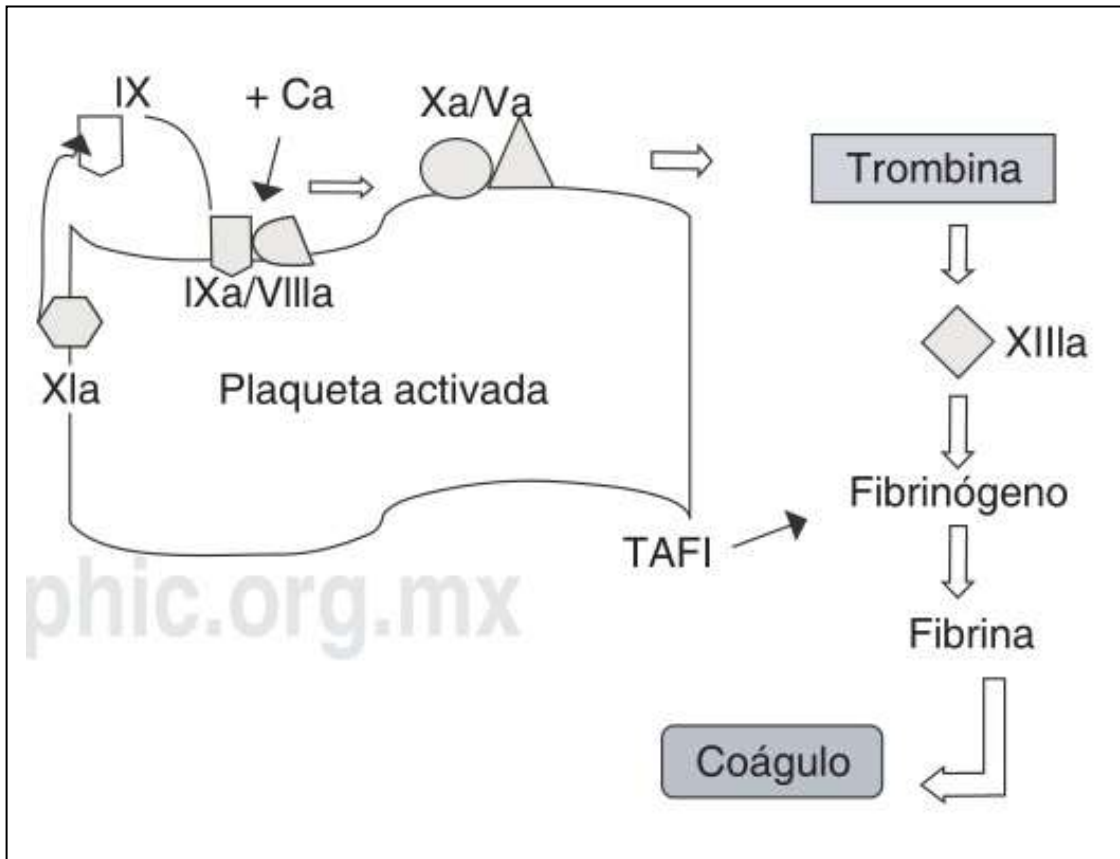 IX
+ Ca
Xa/Va
Trombina
IXa/VIIIa
XIIIa
XIa
Plaqueta activada
Fibrinógeno
TAFI
phic.org.mx
Fibrina
Coágulo